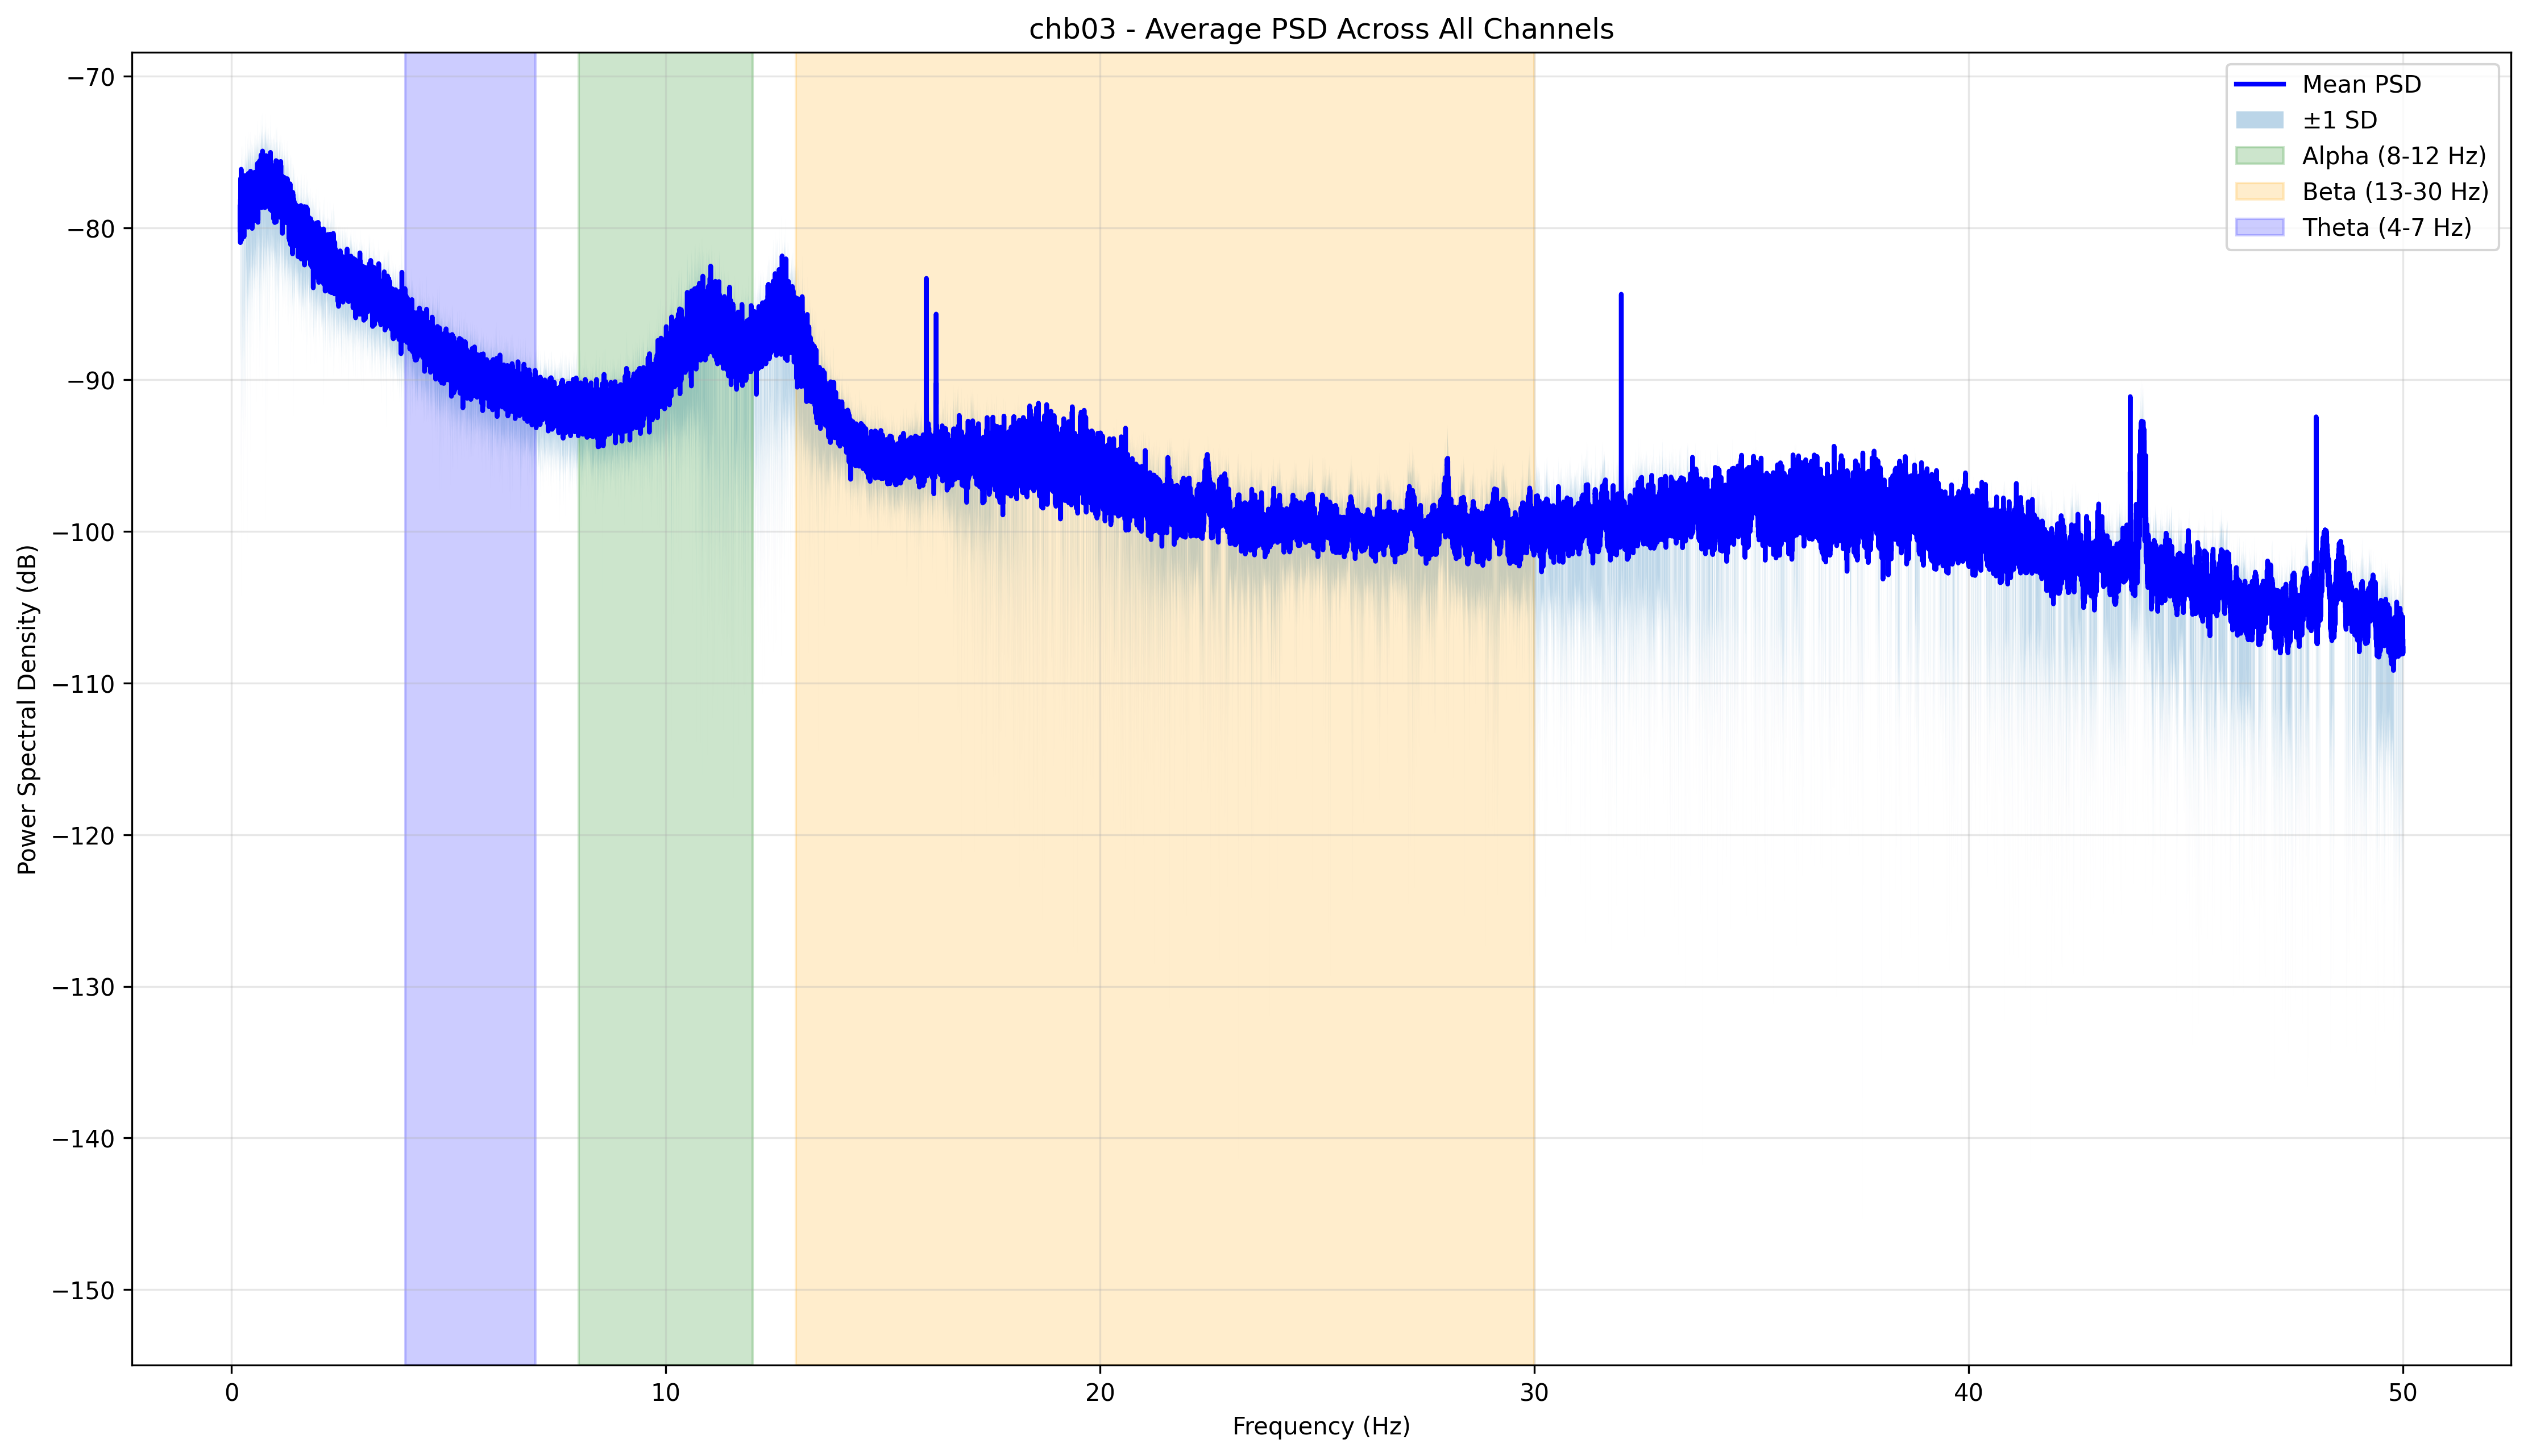 chb03 - Average PSD Across All Channels
Mean PSD
±1 SD
Alpha (8-12 Hz)
Beta (13-30 Hz)
Theta (4-7 Hz)
Power Spectral Density (dB)
−70
−80
−90
−100
−110
−120
−130
−140
−150
0 10 20 30 40 50
Frequency (Hz)